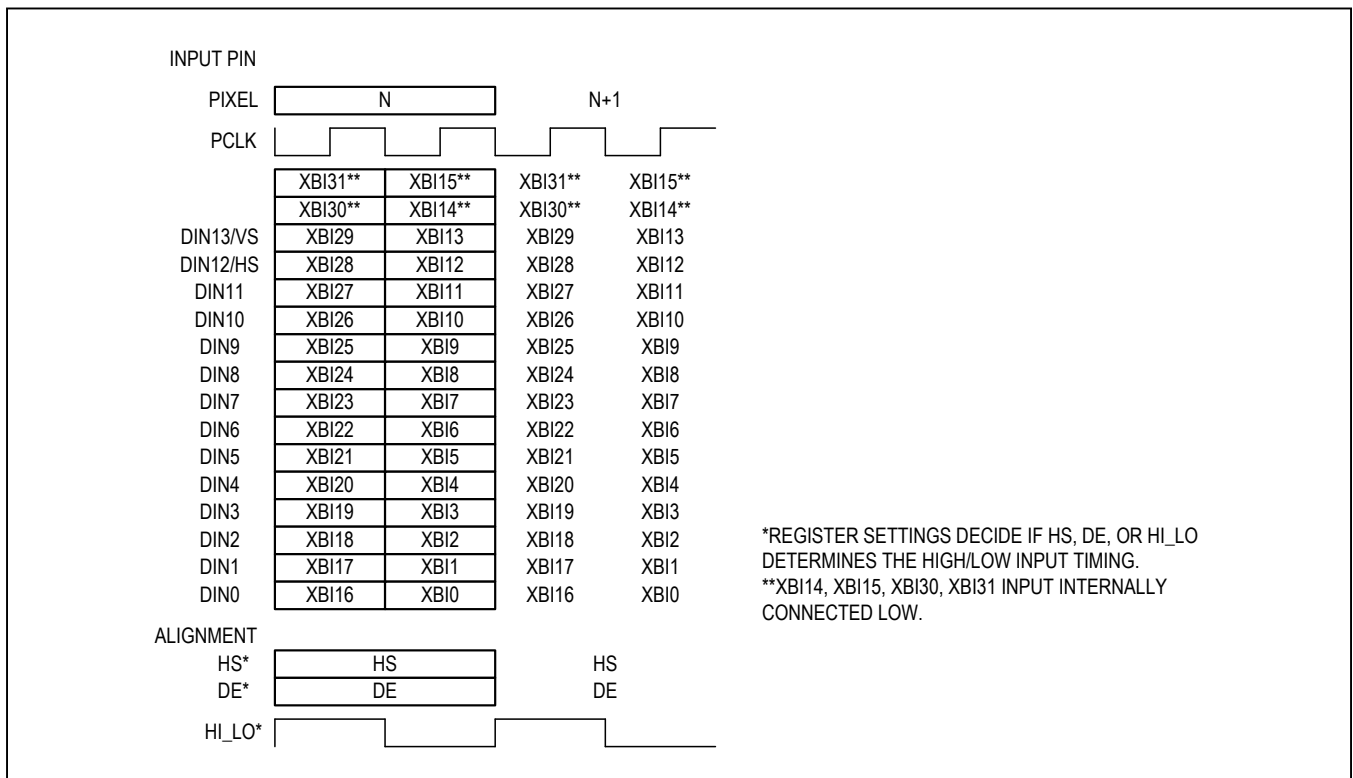 INPUT PIN
PIXEL N N+1
PCLK
XBI31** XBI15** XBI31** XBI15**
XBI30** XBI14** XBI30** XBI14**
DIN13/VS XBI29 XBI13 XBI29 XBI13
DIN12/HS XBI28 XBI12 XBI28 XBI12
DIN11 XBI27 XBI11 XBI27 XBI11
DIN10 XBI26 XBI10 XBI26 XBI10
DIN9 XBI25 XBI9 XBI25 XBI9
DIN8 XBI24 XBI8 XBI24 XBI8
DIN7 XBI23 XBI7 XBI23 XBI7
DIN6 XBI22 XBI6 XBI22 XBI6
DIN5 XBI21 XBI5 XBI21 XBI5
DIN4 XBI20 XBI4 XBI20 XBI4
DIN3 XBI19 XBI3 XBI19 XBI3
DIN2 XBI18 XBI2 XBI18 XBI2
DIN1 XBI17 XBI1 XBI17 XBI1
DIN0 XBI16 XBI0 XBI16 XBI0
ALIGNMENT
HS* HS HS
DE* DE DE
HI_LO*
*REGISTER SETTINGS DECIDE IF HS, DE, OR HI_LO
DETERMINES THE HIGH/LOW INPUT TIMING.
**XBI14, XBI15, XBI30, XBI31 INPUT INTERNALLY
CONNECTED LOW.